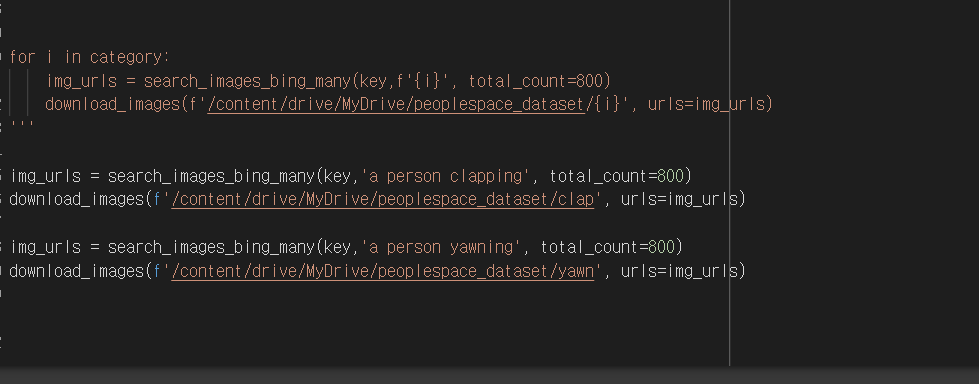 for i in category:
img_urls = search_images_bing_many(key,f'{i}', total_count=800)
download_images(f'/content/drive/MyDrive/peoplespace_dataset/{i}', urls=img_urls)
'''
img_urls = search_images_bing_many(key,'a person clapping', total_count=800)
download_images(f'/content/drive/MyDrive/peoplespace_dataset/clap', urls=img_urls)
img_urls = search_images_bing_many(key,'a person yawning', total_count=800)
download_images(f'/content/drive/MyDrive/peoplespace_dataset/yawn', urls=img_urls)